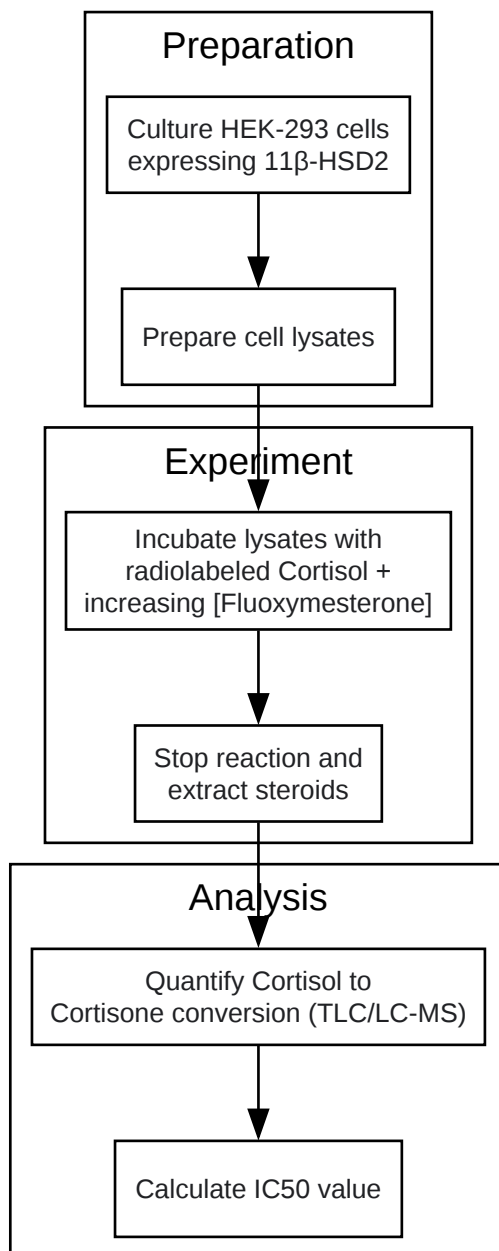 Preparation
Culture HEK-293 cells
expressing 11β-HSD2
Prepare cell lysates
Experiment
Incubate lysates with
radiolabeled Cortisol +
increasing [Fluoxymesterone]
Stop reaction and
extract steroids
Analysis
Quantify Cortisol to
Cortisone conversion (TLC/LC-MS)
Calculate IC50 value